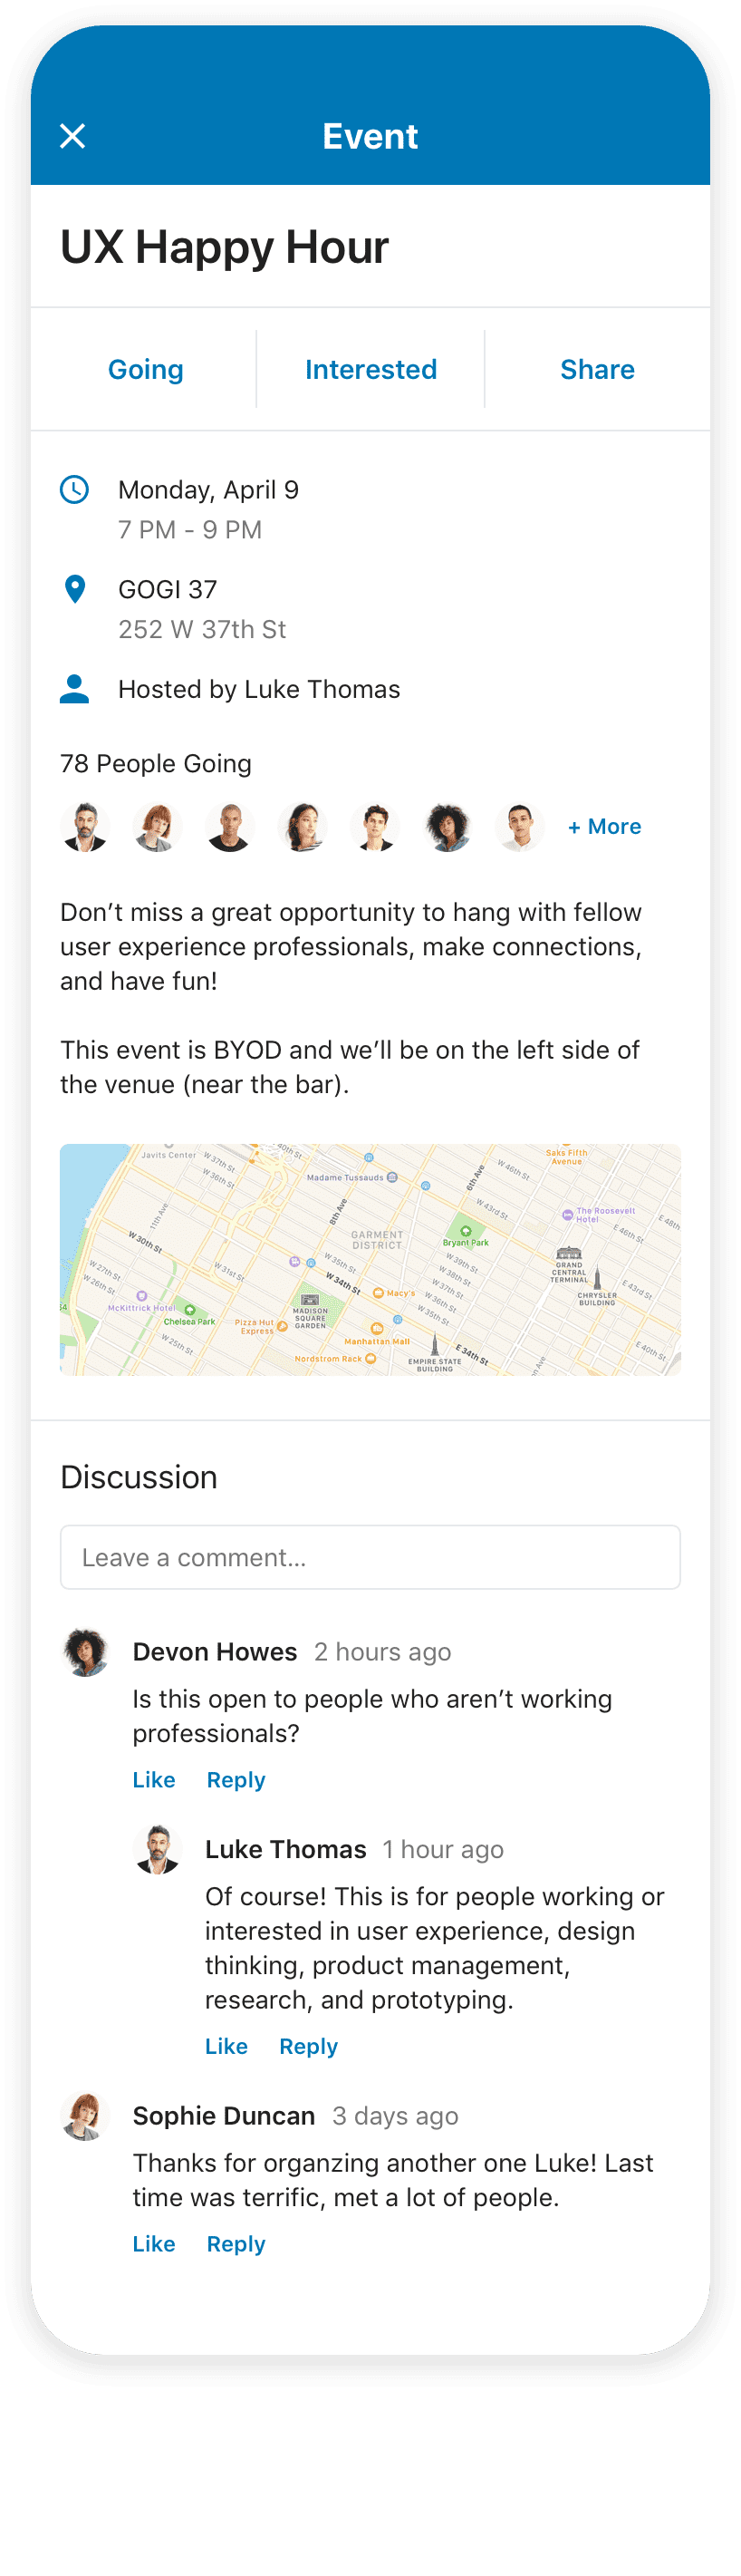 Event
UX Happy Hour
Going Interested Share
Monday, April 9
7 PM - 9 PM
GOGI 37
252 W 37th St
Hosted by Luke Thomas
78 People Going
+ More
Don’t miss a great opportunity to hang with fellow
user experience professionals, make connections,
and have fun!
This event is BYOD and we’ll be on the left side of
the venue (near the bar).
Javits Center
W 37th St
W 36th St
40th St
Madame Tussauds
8th Ave
6th Ave
W 46th St
Saks Fifth
Avenue
11th Ave
W 30th St
GARMENT
DISTRICT
W 43rd St
Bryant Park
The Roosevelt
Hotel
E 48th
E 46th St
W 27th St
W 26th St
W 31st St
W 35th St
W 34th St
W 39th St
W 38th St
W 37th St
W 36th St
W 35th St
GRAND
CENTRAL
TERMINAL
CHRYSLER
BUILDING
E 43rd St
McKittrick Hotel
Chelsea Park
W 25th St
Pizza Hut
Express
MADISON
SQUARE
GARDEN
Macy's
Manhattan Mall
Nordstrom Rack
EMPIRE STATE
BUILDING
E 34th St
E 40th St
Discussion
Leave a comment...
Devon Howes 2 hours ago
Is this open to people who aren’t working
professionals?
Like Reply
Luke Thomas 1 hour ago
Of course! This is for people working or
interested in user experience, design
thinking, product management,
research, and prototyping.
Like Reply
Sophie Duncan 3 days ago
Thanks for organzing another one Luke! Last
time was terrific, met a lot of people.
Like Reply